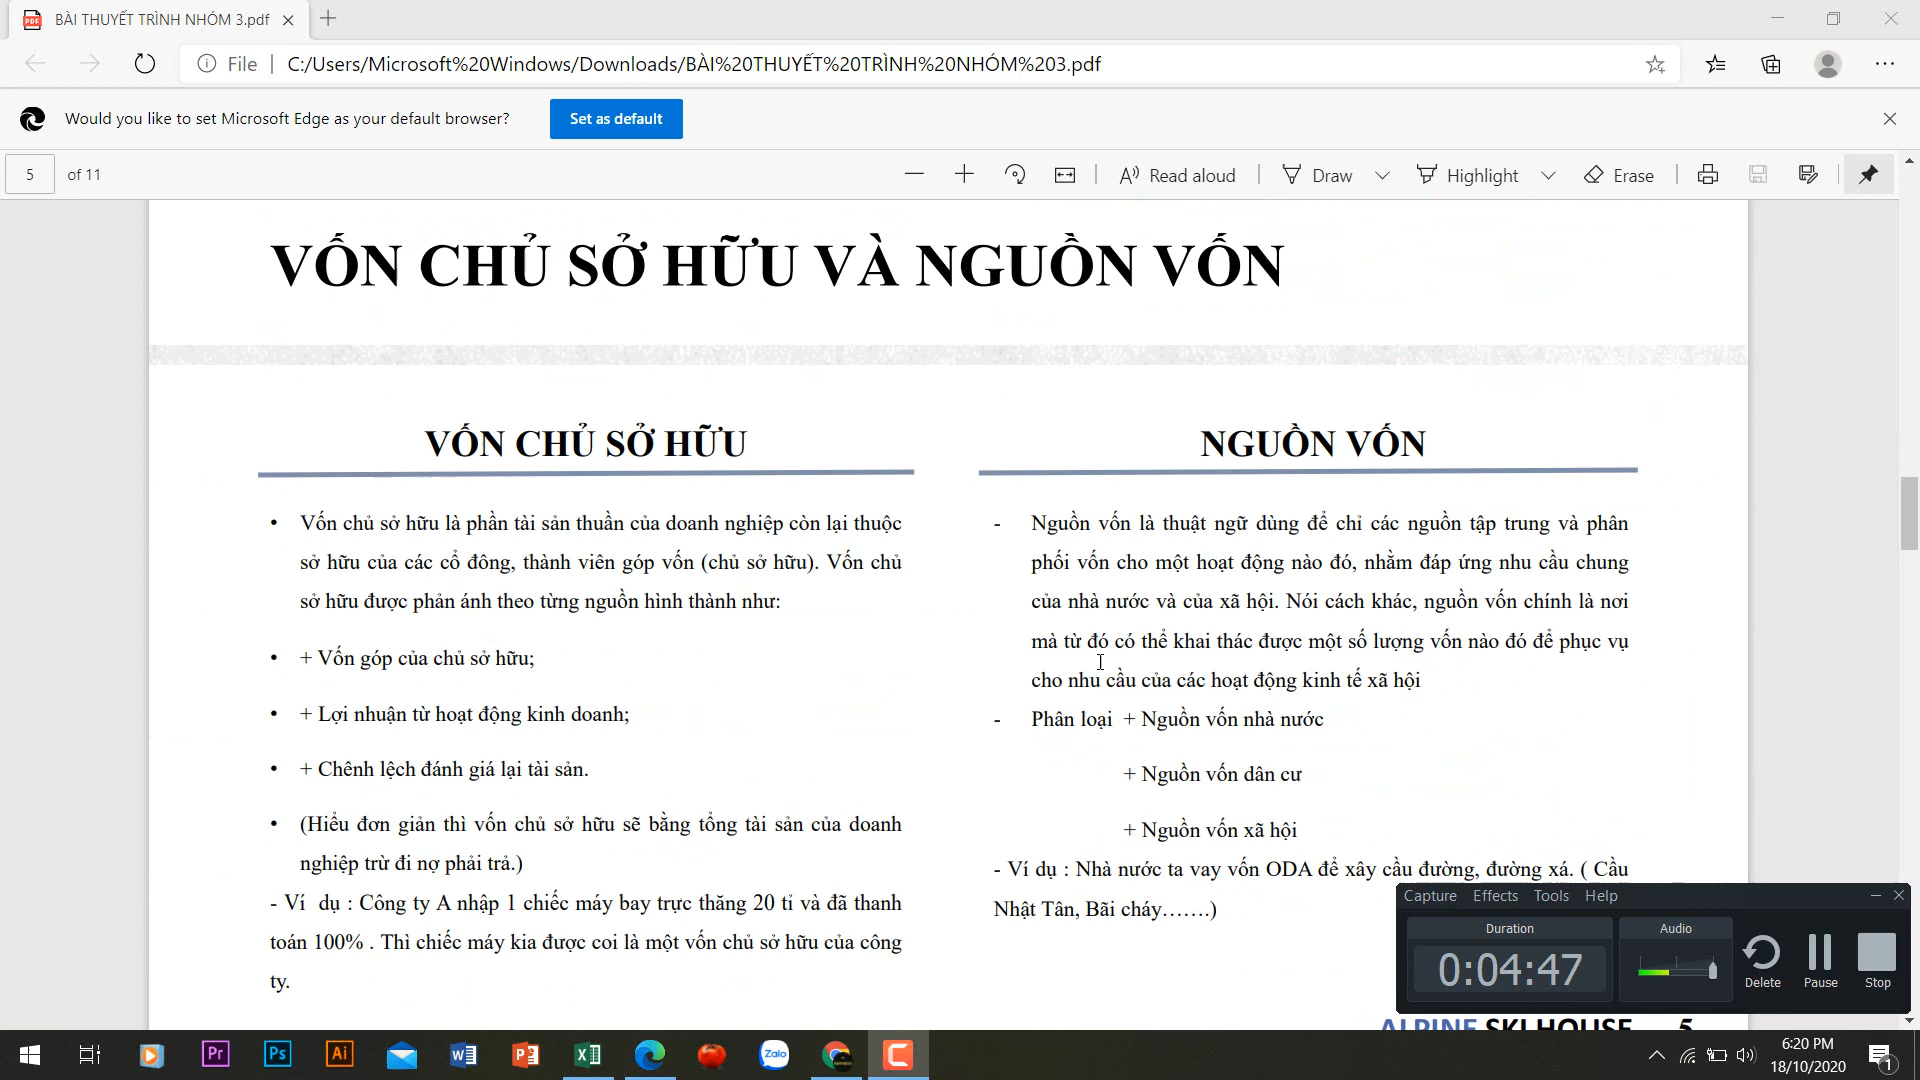 BÀI THUYẾT TRÌNH NHÓM 3.pdf
File
C:/Users/Microsoft%20Windows/Downloads/BÀI%20THUYẾT%20TRÌNH%20NHÓM%203.pdf
Would you like to set Microsoft Edge as your default browser?
Set as default
5 of 11
Read aloud
Draw
Highlight
Erase
VỐN CHỦ SỞ HỮU VÀ NGUỒN VỐN
VỐN CHỦ SỞ HỮU
• Vốn chủ sở hữu là phần tài sản thuần của doanh nghiệp còn lại thuộc
sở hữu của các cổ đông, thành viên góp vốn (chủ sở hữu). Vốn chủ
sở hữu được phản ánh theo từng nguồn hình thành như:
• + Vốn góp của chủ sở hữu;
• + Lợi nhuận từ hoạt động kinh doanh;
• + Chênh lệch đánh giá lại tài sản.
• (Hiểu đơn giản thì vốn chủ sở hữu sẽ bằng tổng tài sản của doanh
nghiệp trừ đi nợ phải trả.)
- Ví dụ : Công ty A nhập 1 chiếc máy bay trực thăng 20 tỉ và đã thanh
toán 100% . Thì chiếc máy kia được coi là một vốn chủ sở hữu của công
ty.
NGUỒN VỐN
- Nguồn vốn là thuật ngữ dùng để chỉ các nguồn tập trung và phân
phối vốn cho một hoạt động nào đó, nhằm đáp ứng nhu cầu chung
của nhà nước và của xã hội. Nói cách khác, nguồn vốn chính là nơi
mà từ đó có thể khai thác được một số lượng vốn nào đó để phục vụ
cho nhu cầu của các hoạt động kinh tế xã hội
- Phân loại + Nguồn vốn nhà nước
+ Nguồn vốn dân cư
+ Nguồn vốn xã hội
- Ví dụ : Nhà nước ta vay vốn ODA để xây cầu đường, đường xá. ( Cầu
Nhật Tân, Bãi cháy…….)
ALPINE SKI HOUSE 5
Capture Effects Tools Help
Duration
0:04:47
Audio
Delete
Pause
Stop
Pr
Ps
Ai
Zalo
6:20 PM
18/10/2020
1